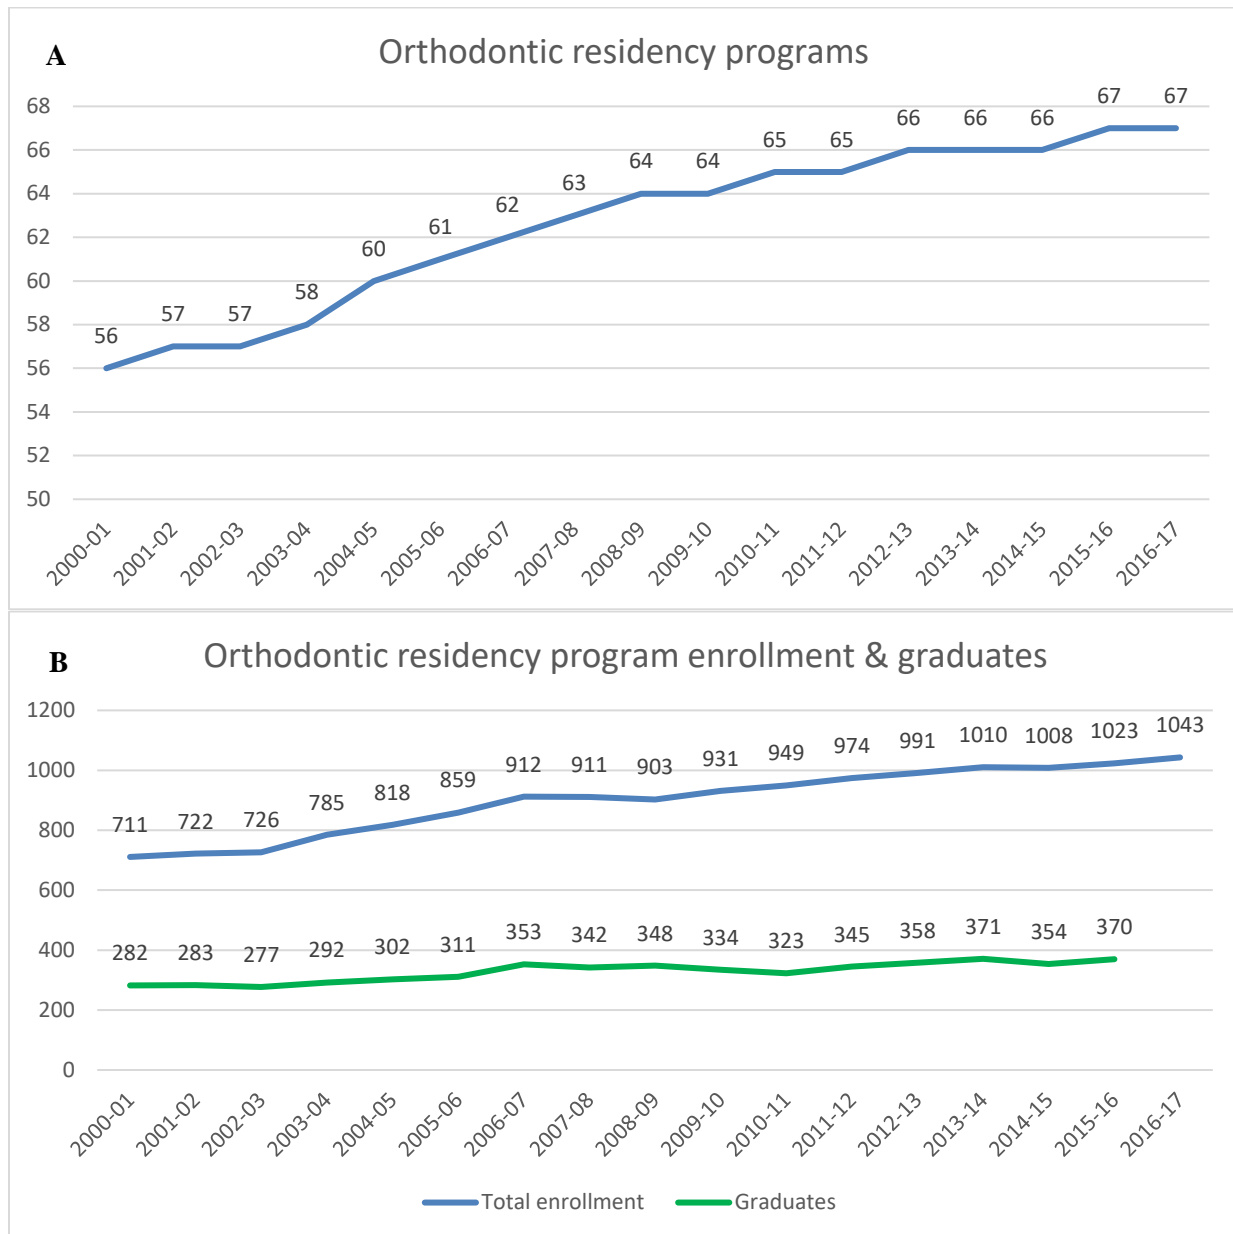 A
Orthodontic residency programs
68
66
64
62
60
58
56
54
52
50
56 57 57 58 60 61 62 63 64 64 65 65 66 66 66 67 67
2000-01 2001-02 2002-03 2003-04 2004-05 2005-06 2006-07 2007-08 2008-09 2009-10 2010-11 2011-12 2012-13 2013-14 2014-15 2015-16 2016-17
B
Orthodontic residency program enrollment & graduates
1200
1000
800
600
400
200
0
711 722 726 785 818 859 912 911 903 931 949 974 991 1010 1008 1023 1043
282 283 277 292 302 311 353 342 348 334 323 345 358 371 354 370
2000-01 2001-02 2002-03 2003-04 2004-05 2005-06 2006-07 2007-08 2008-09 2009-10 2010-11 2011-12 2012-13 2013-14 2014-15 2015-16 2016-17
Total enrollment Graduates